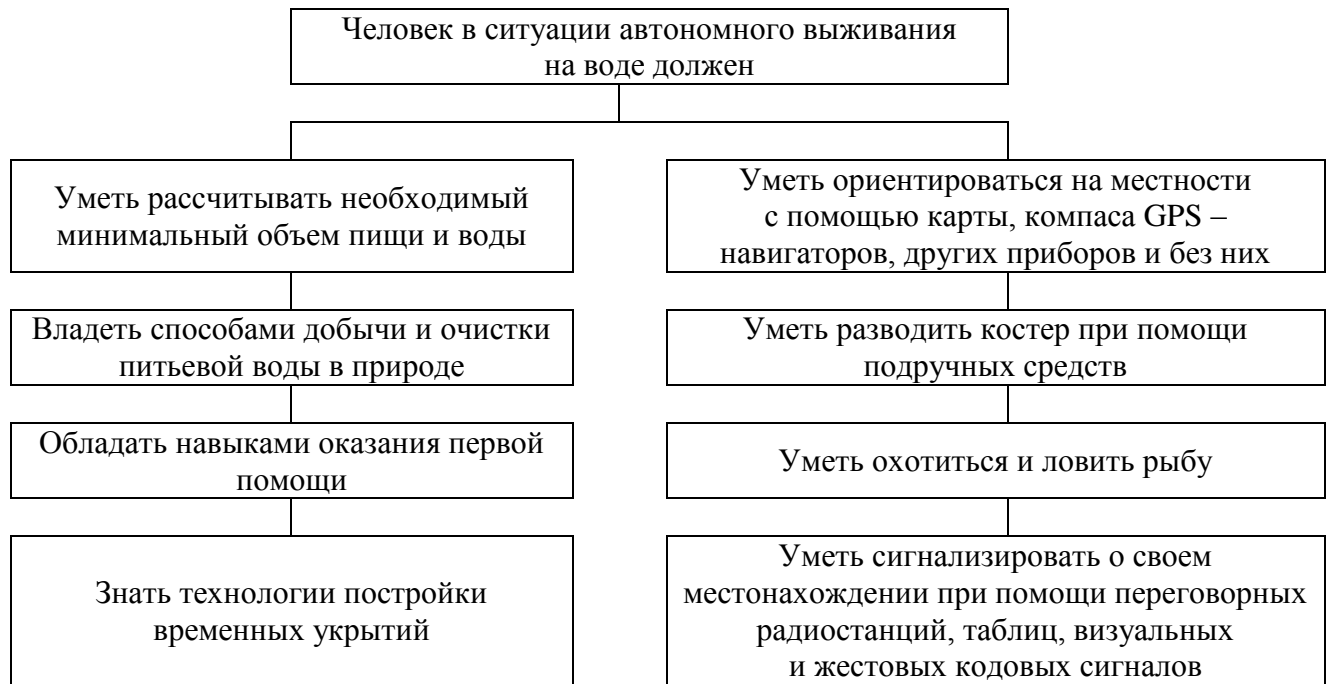 Человек в ситуации автономного выживания
на воде должен
Уметь рассчитывать необходимый
минимальный объем пищи и воды
Владеть способами добычи и очистки
питьевой воды в природе
Обладать навыками оказания первой
помощи
Знать технологии постройки
временных укрытий
Уметь ориентироваться на местности
с помощью карты, компаса GPS –
навигаторов, других приборов и без них
Уметь разводить костер при помощи
подручных средств
Уметь охотиться и ловить рыбу
Уметь сигнализировать о своем
местонахождении при помощи переговорных
радиостанций, таблиц, визуальных
и жестовых кодовых сигналов